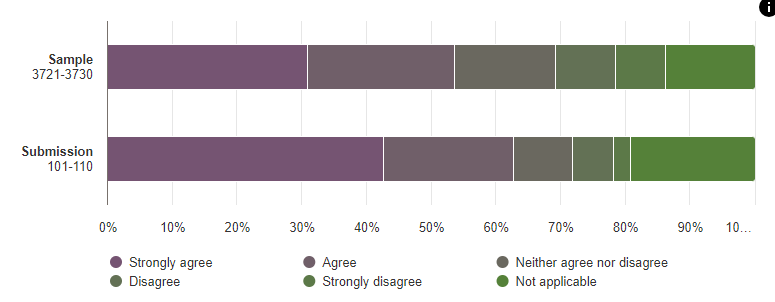 i
Sample
3721-3730
Submission
101-110
0% 10% 20% 30% 40% 50% 60% 70% 80% 90% 10...
Strongly agree Agree Neither agree nor disagree
Disagree Strongly disagree Not applicable